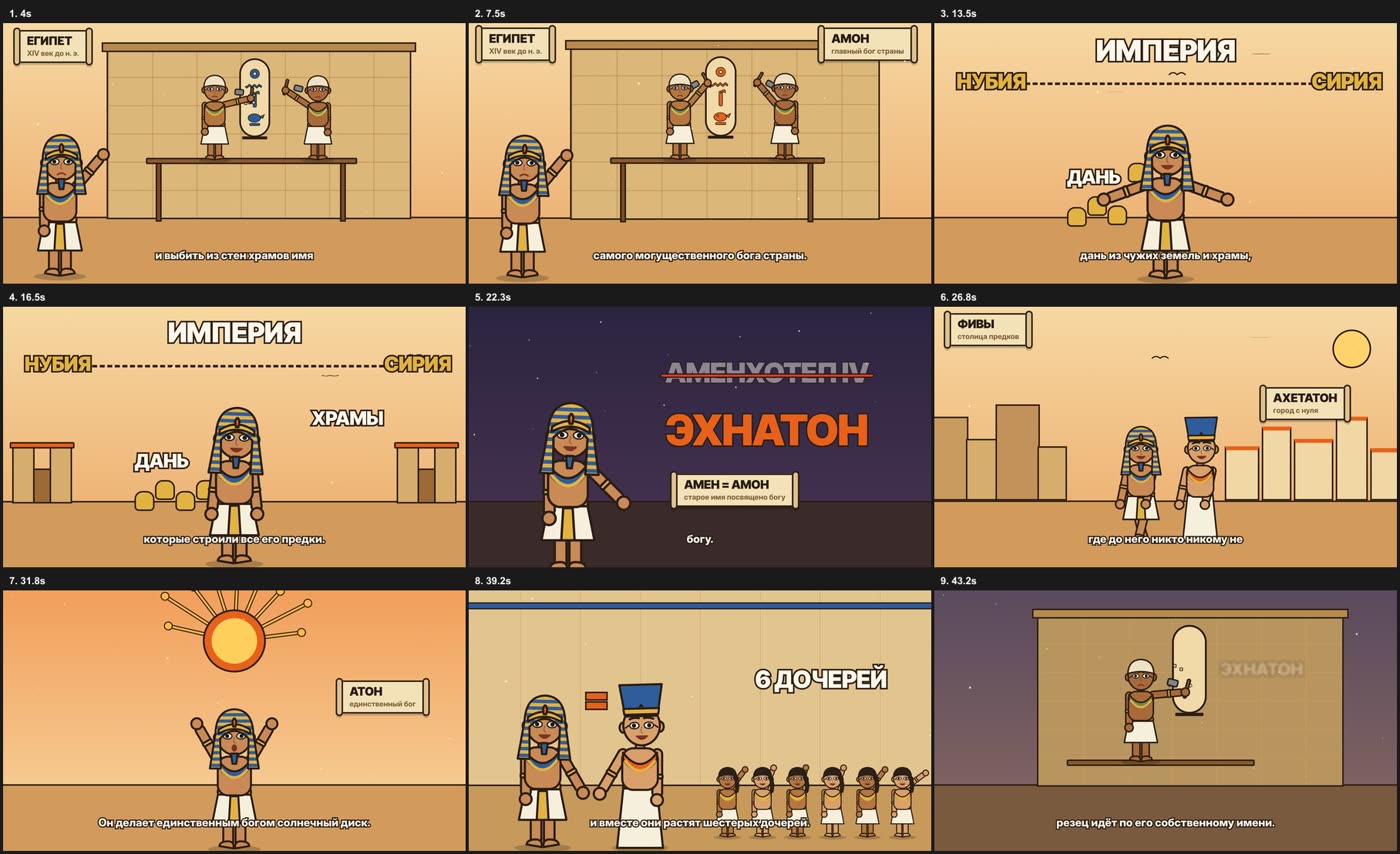 1. 4s
ЕГИПЕТ
XIV век до н. э.
и выбить из стен храмов имя
2. 7.5s
ЕГИПЕТ
XIV век до н. э.
АМОН
главный бог страны
самого могущественного бога страны.
3. 13.5s
ИМПЕРИЯ
НУБИЯ
СИРИЯ
ДАНЬ
дань из чужих земель и храмы,
4. 16.5s
ИМПЕРИЯ
НУБИЯ
СИРИЯ
ХРАМЫ
ДАНЬ
которые строили все его предки.
5. 22.3s
АМЕНХОТЕП IV
ЭХНАТОН
АМЕН = АМОН
старое имя посвящено богу
богу.
6. 26.8s
ФИВЫ
столица предков
АХЕТАТОН
город с нуля
где до него никто никому не
7. 31.8s
АТОН
единственный бог
Он делает единственным богом солнечный диск.
8. 39.2s
6 ДОЧЕРЕЙ
и вместе они растят шестерых дочерей.
9. 43.2s
ЭХНАТОН
резец идёт по его собственному имени.